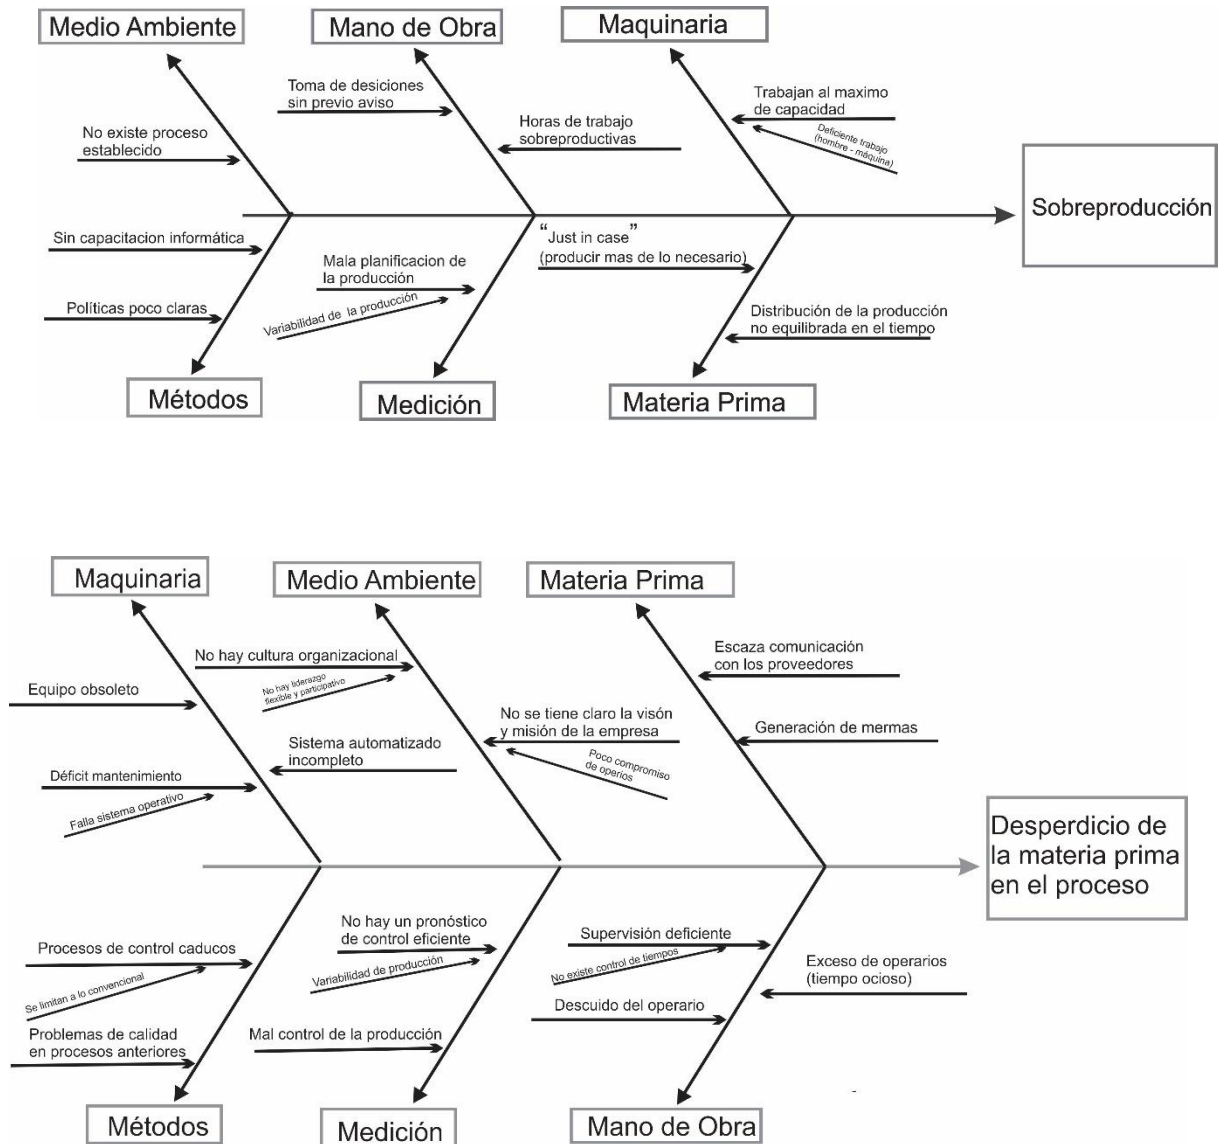 Medio Ambiente
Mano de Obra
Maquinaria
Toma de desiciones
sin previo aviso
Trabajan al maximo
de capacidad
No existe proceso
establecido
Horas de trabajo
sobreproductivas
Deficiente trabajo
(hombre - máquina)
Sobreproducción
Sin capacitacion informática
"Just in case"
(producir mas de lo necesario)
Mala planificacion de
la producción
Variabilidad de la producción
Políticas poco claras
Distribución de la producción
no equilibrada en el tiempo
Métodos
Medición
Materia Prima
Maquinaria
Medio Ambiente
Materia Prima
No hay cultura organizacional
Escaza comunicación
con los proveedores
Equipo obsoleto
No hay liderazgo
flexible y participativo
No se tiene claro la visón
y misión de la empresa
Generación de mermas
Sistema automatizado
incompleto
Poco compromiso
de operios
Déficit mantenimiento
Falla sistema operativo
Desperdicio de
la materia prima
en el proceso
No hay un pronóstico
de control eficiente
Supervisión deficiente
Procesos de control caducos
Variabilidad de producción
No existe control de tiempos
Exceso de operarios
(tiempo ocioso)
Se limitan a lo convencional
Descuido del operario
Problemas de calidad
en procesos anteriores
Mal control de la producción
Métodos
Medición
Mano de Obra